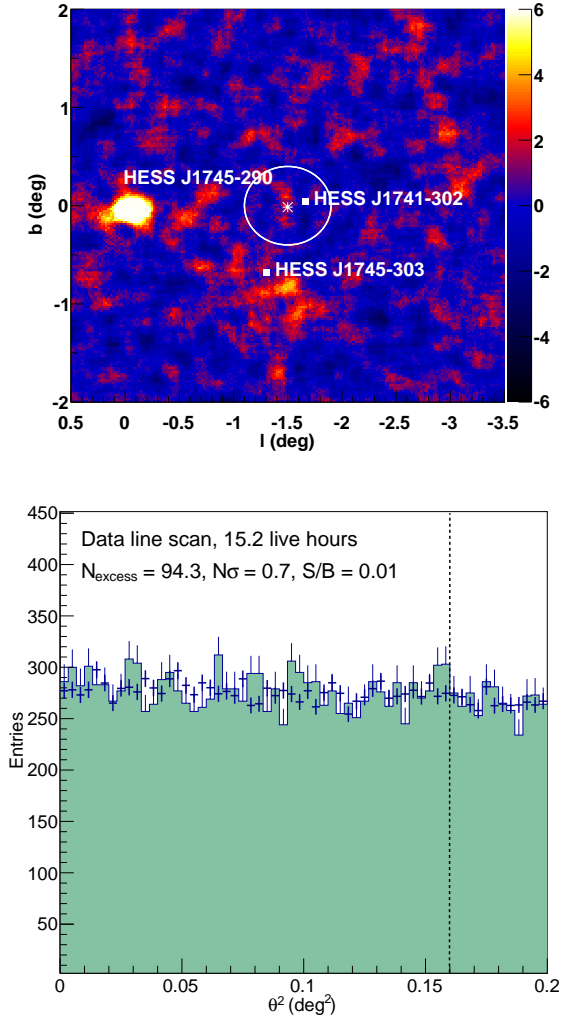 2
1
0
-1
-2
b (deg)
0.5 0 -0.5 -1 -1.5 -2 -2.5 -3 -3.5
l (deg)
6
4
2
0
-2
-4
-6
HESS J1745-290
HESS J1741-302
HESS J1745-303
Data line scan, 15.2 live hours
N_excess = 94.3, Nσ = 0.7, S/B = 0.01
450
400
350
300
250
200
150
100
50
Entries
0 0.05 0.1 0.15 0.2
θ² (deg²)